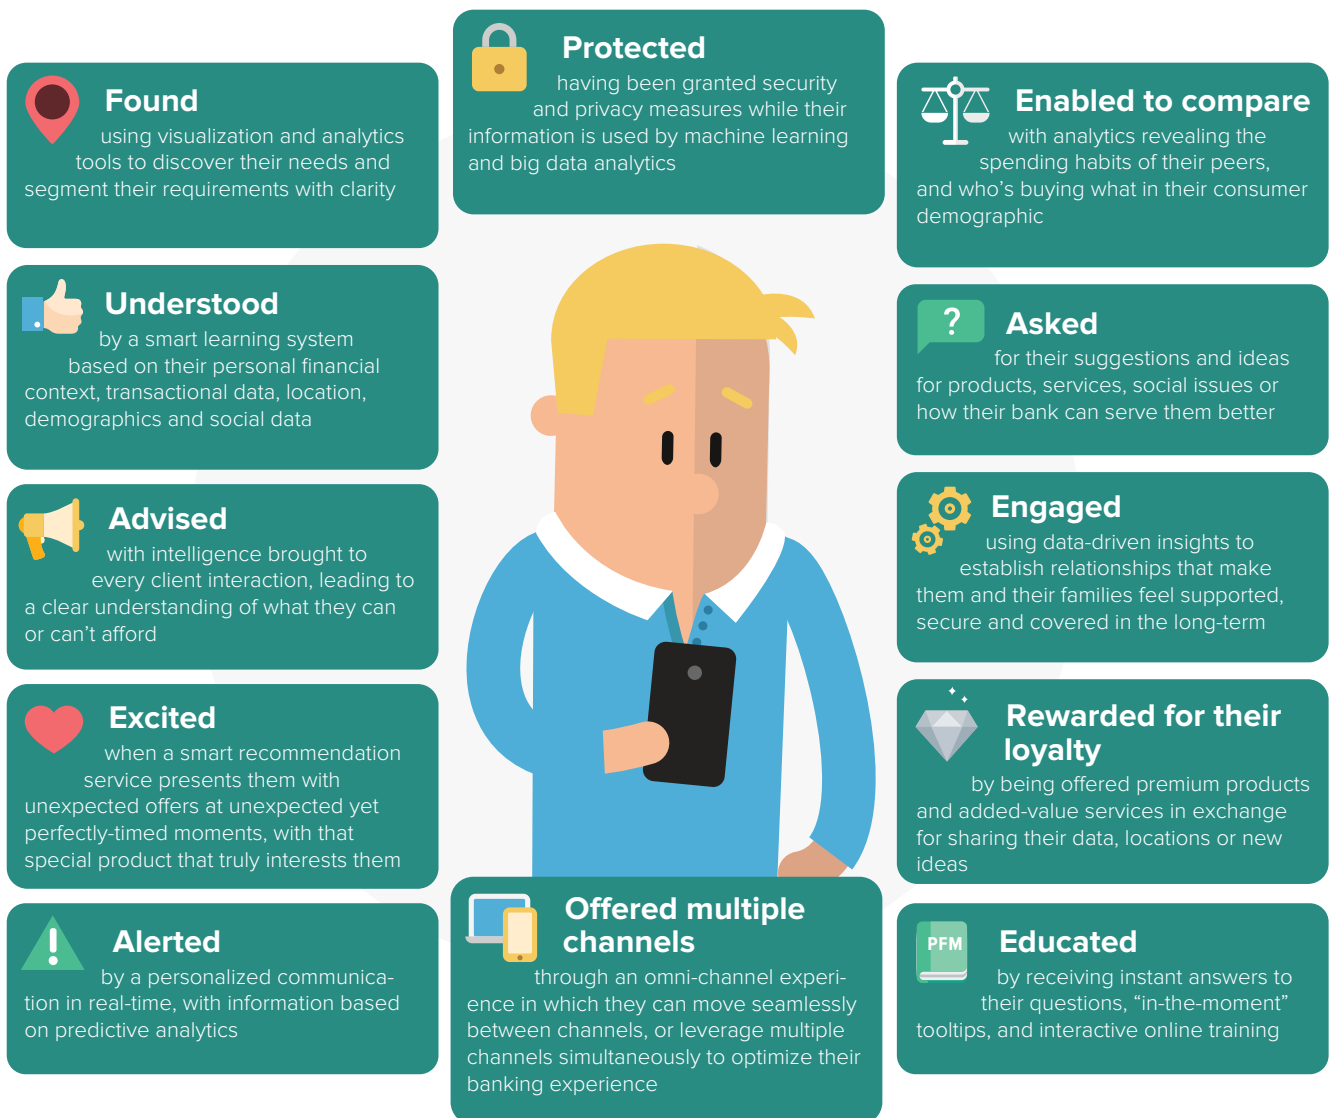 Found
using visualization and analytics
tools to discover their needs and
segment their requirements with clarity
Understood
by a smart learning system
based on their personal financial
context, transactional data, location,
demographics and social data
Advised
with intelligence brought to
every client interaction, leading to
a clear understanding of what they can
or can’t afford
Excited
when a smart recommendation
service presents them with
unexpected offers at unexpected yet
perfectly-timed moments, with that
special product that truly interests them
Alerted
by a personalized communica-
tion in real-time, with information based
on predictive analytics
Protected
having been granted security
and privacy measures while their
information is used by machine learning
and big data analytics
Offered multiple
channels
through an omni-channel experi-
ence in which they can move seamlessly
between channels, or leverage multiple
channels simultaneously to optimize their
banking experience
Enabled to compare
with analytics revealing the
spending habits of their peers,
and who’s buying what in their consumer
demographic
?
Asked
for their suggestions and ideas
for products, services, social issues or
how their bank can serve them better
Engaged
using data-driven insights to
establish relationships that make
them and their families feel supported,
secure and covered in the long-term
Rewarded for their
loyalty
by being offered premium products
and added-value services in exchange
for sharing their data, locations or new
ideas
PFM
Educated
by receiving instant answers to
their questions, “in-the-moment”
tooltips, and interactive online training